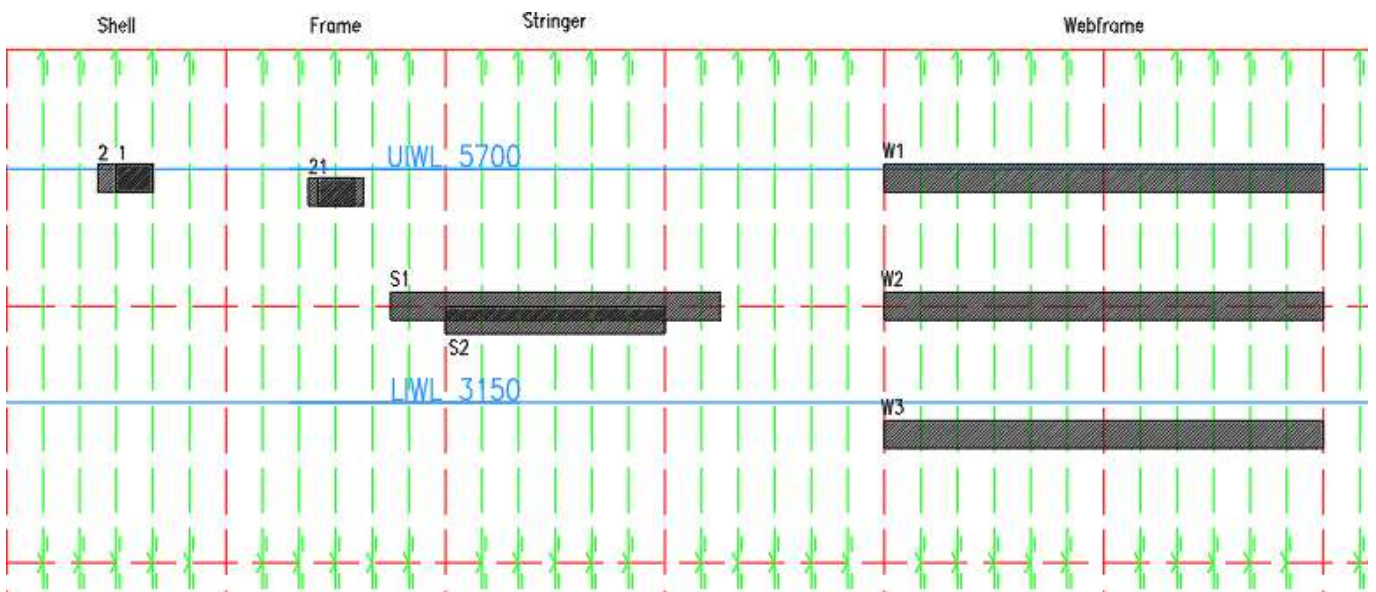 Shell Frame Stringer Webframe
2 1 21 UIWL 5700 W1
S1 W2
S2
LIWL 3150 W3